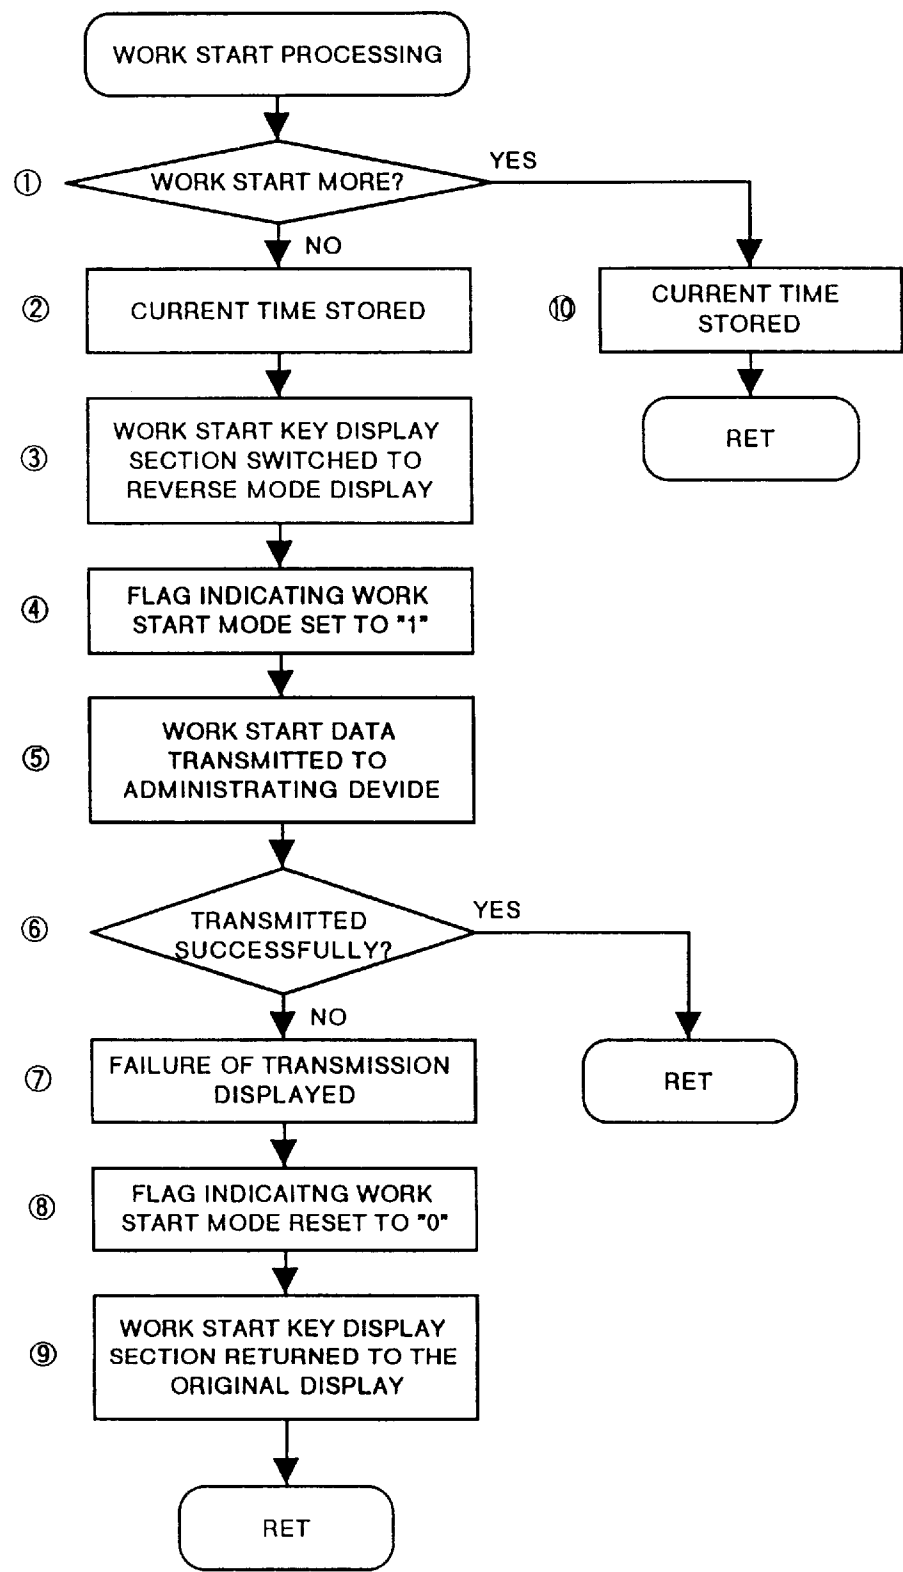 WORK START PROCESSING
① WORK START MORE?
YES
NO
② CURRENT TIME STORED
⑩ CURRENT TIME
STORED
RET
③ WORK START KEY DISPLAY
SECTION SWITCHED TO
REVERSE MODE DISPLAY
④ FLAG INDICATING WORK
START MODE SET TO "1"
⑤ WORK START DATA
TRANSMITTED TO
ADMINISTRATING DEVIDE
⑥ TRANSMITTED
SUCCESSFULLY?
YES
NO
RET
⑦ FAILURE OF TRANSMISSION
DISPLAYED
⑧ FLAG INDICAITNG WORK
START MODE RESET TO "0"
⑨ WORK START KEY DISPLAY
SECTION RETURNED TO THE
ORIGINAL DISPLAY
RET